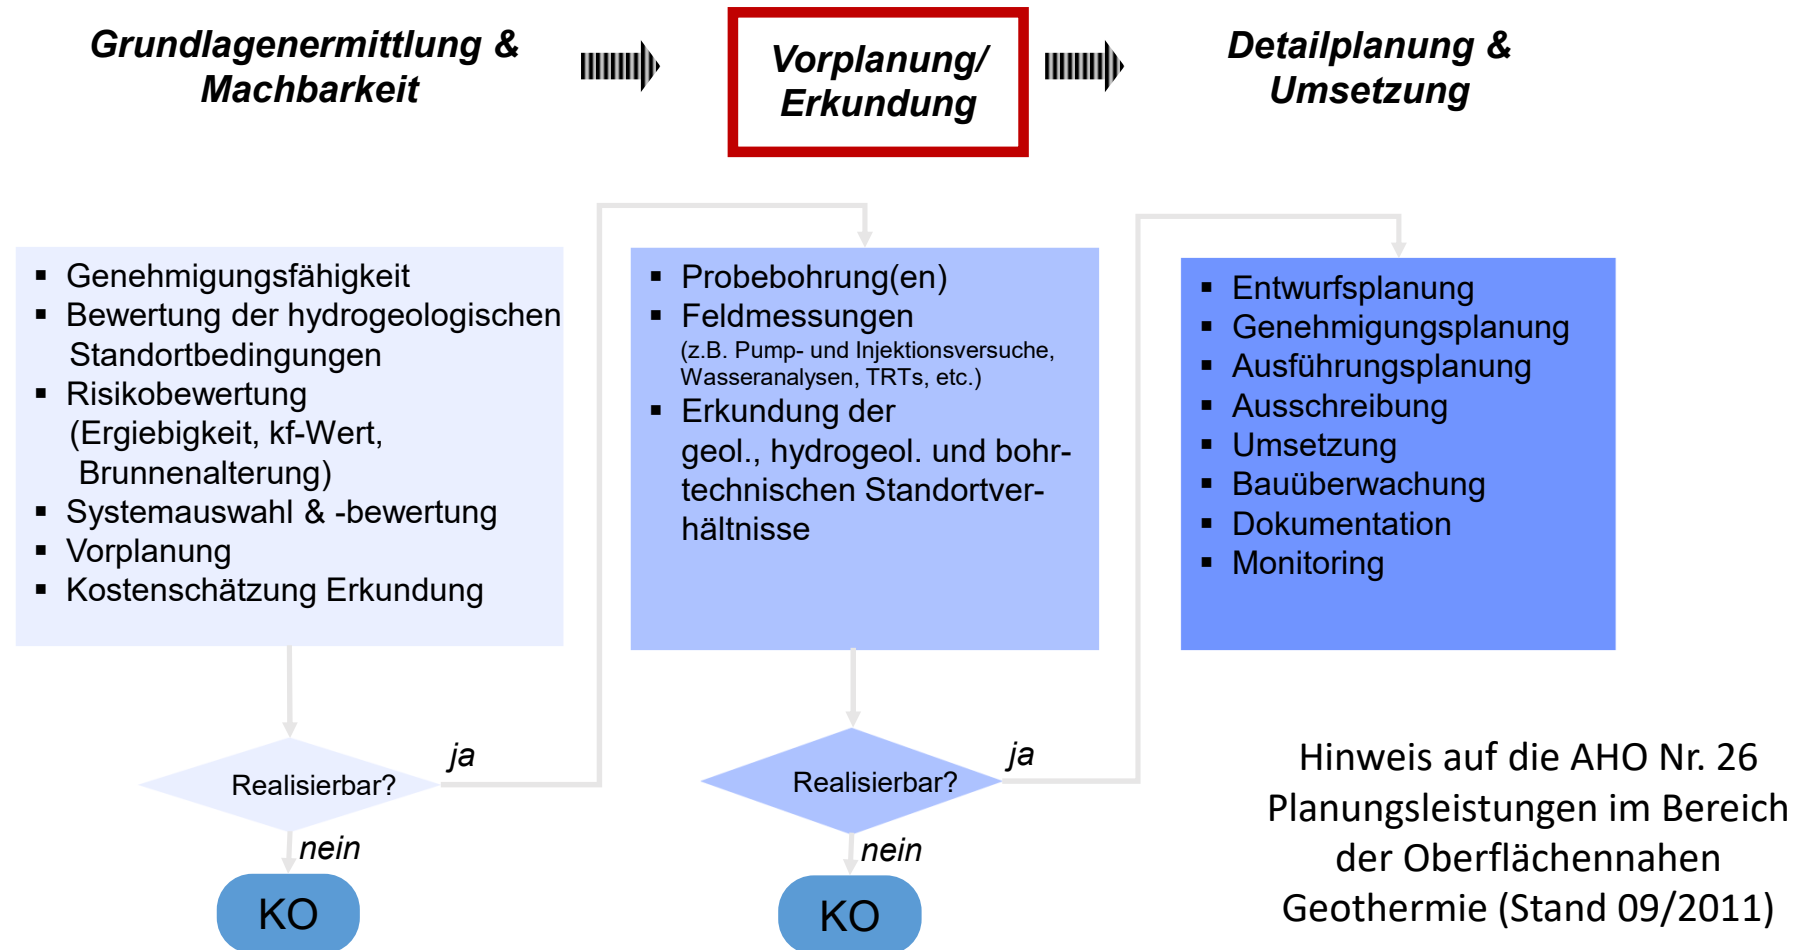 Grundlagenermittlung &
Machbarkeit
Vorplanung/
Erkundung
Detailplanung &
Umsetzung
▪ Genehmigungsfähigkeit
▪ Bewertung der hydrogeologischen
Standortbedingungen
▪ Risikobewertung
(Ergiebigkeit, kf-Wert,
Brunnenalterung)
▪ Systemauswahl & -bewertung
▪ Vorplanung
▪ Kostenschätzung Erkundung
Realisierbar?
ja
nein
KO
▪ Probebohrung(en)
▪ Feldmessungen
(z.B. Pump- und Injektionsversuche,
Wasseranalysen, TRTs, etc.)
▪ Erkundung der
geol., hydrogeol. und bohr-
technischen Standortver-
hältnisse
Realisierbar?
ja
nein
KO
▪ Entwurfsplanung
▪ Genehmigungsplanung
▪ Ausführungsplanung
▪ Ausschreibung
▪ Umsetzung
▪ Bauüberwachung
▪ Dokumentation
▪ Monitoring
Hinweis auf die AHO Nr. 26
Planungsleistungen im Bereich
der Oberflächennahen
Geothermie (Stand 09/2011)